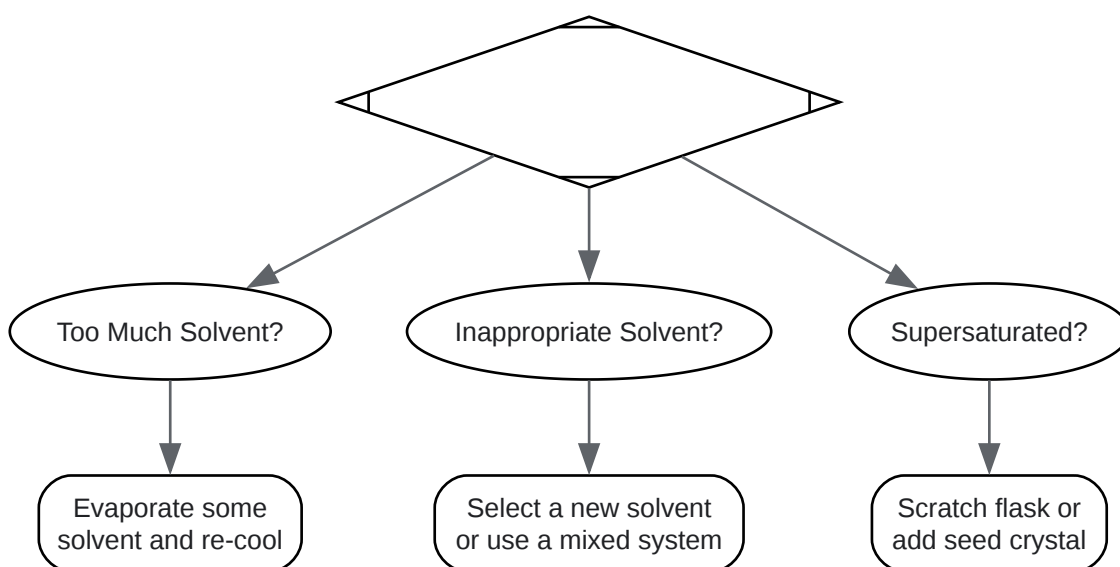 Too Much Solvent?
Inappropriate Solvent?
Supersaturated?
Evaporate some
solvent and re-cool
Select a new solvent
or use a mixed system
Scratch flask or
add seed crystal